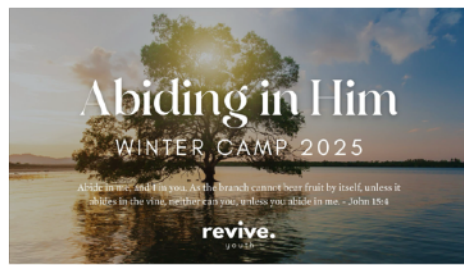 Abiding in Him
WINTER CAMP 2025
Abide in me, and I in you. As the branch cannot bear fruit by itself, unless it
abides in the vine, neither can you, unless you abide in me. - John 15:4
revive.
youth